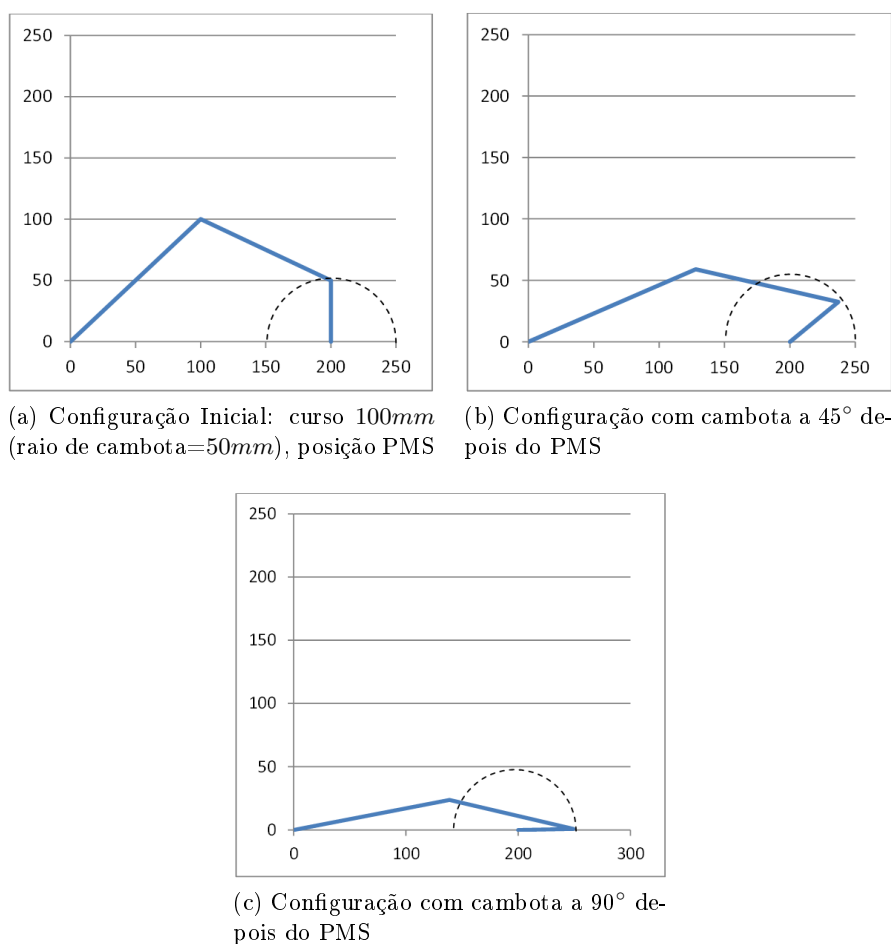 250
200
150
100
50
0
0 50 100 150 200 250
(a) Configuração Inicial: curso 100mm
(raio de cambota=50mm), posição PMS
250
200
150
100
50
0
0 50 100 150 200 250
(b) Configuração com cambota a 45° de-
pois do PMS
250
200
150
100
50
0
0 100 200 300
(c) Configuração com cambota a 90° de-
pois do PMS